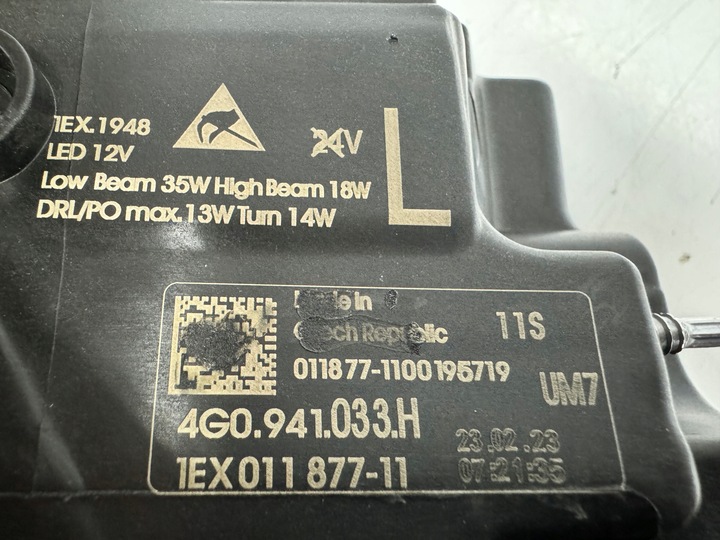 1EX.1948
LED 12V
24V
Low Beam 35W High Beam 18W
DRL/PO max.13W Turn 14W
L
Made in
Czech Republic
11S
011877-1100195719
UM7
4G0.941.033.H
23.02.23
07:21:35
1EX 011 877-11